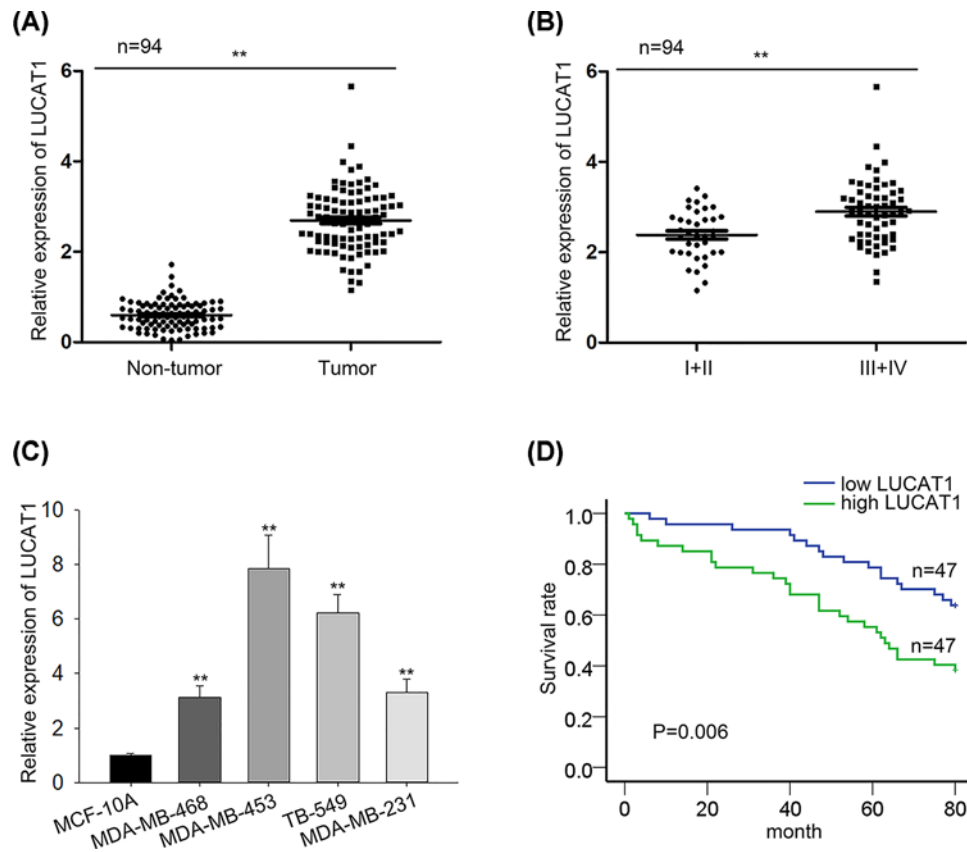 (A)
n=94
**
Relative expression of LUCAT1
6
4
2
0
Non-tumor
Tumor
(B)
n=94
**
Relative expression of LUCAT1
6
4
2
0
I+II
III+IV
(C)
Relative expression of LUCAT1
10
8
6
4
2
0
**
**
**
**
MCF-10A
MDA-MB-468
MDA-MB-453
TB-549
MDA-MB-231
(D)
low LUCAT1
high LUCAT1
Survival rate
1.0
0.8
0.6
0.4
0.2
0.0
n=47
n=47
P=0.006
0
20
40
60
80
month